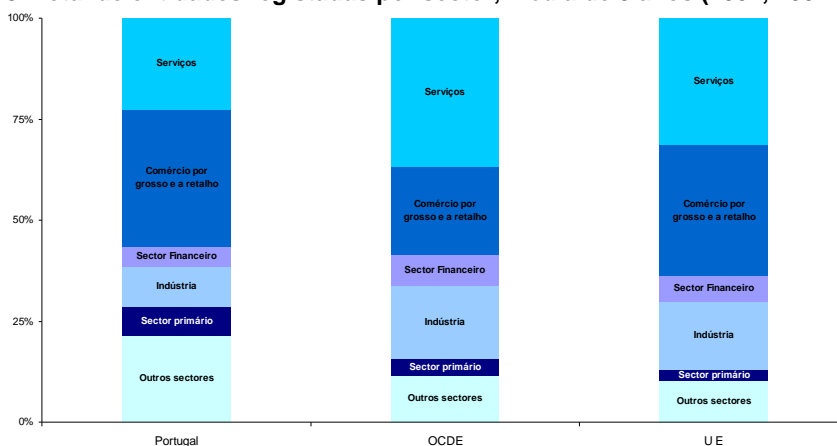 100%
75%
50%
25%
0%
Serviços
Comércio por
grosso e a retalho
Sector Financeiro
Indústria
Sector primário
Outros sectores
Serviços
Comércio por
grosso e a retalho
Sector Financeiro
Indústria
Sector primário
Outros sectores
Serviços
Comércio por
grosso e a retalho
Sector Financeiro
Indústria
Sector primário
Outros sectores
Portugal
OCDE
U E